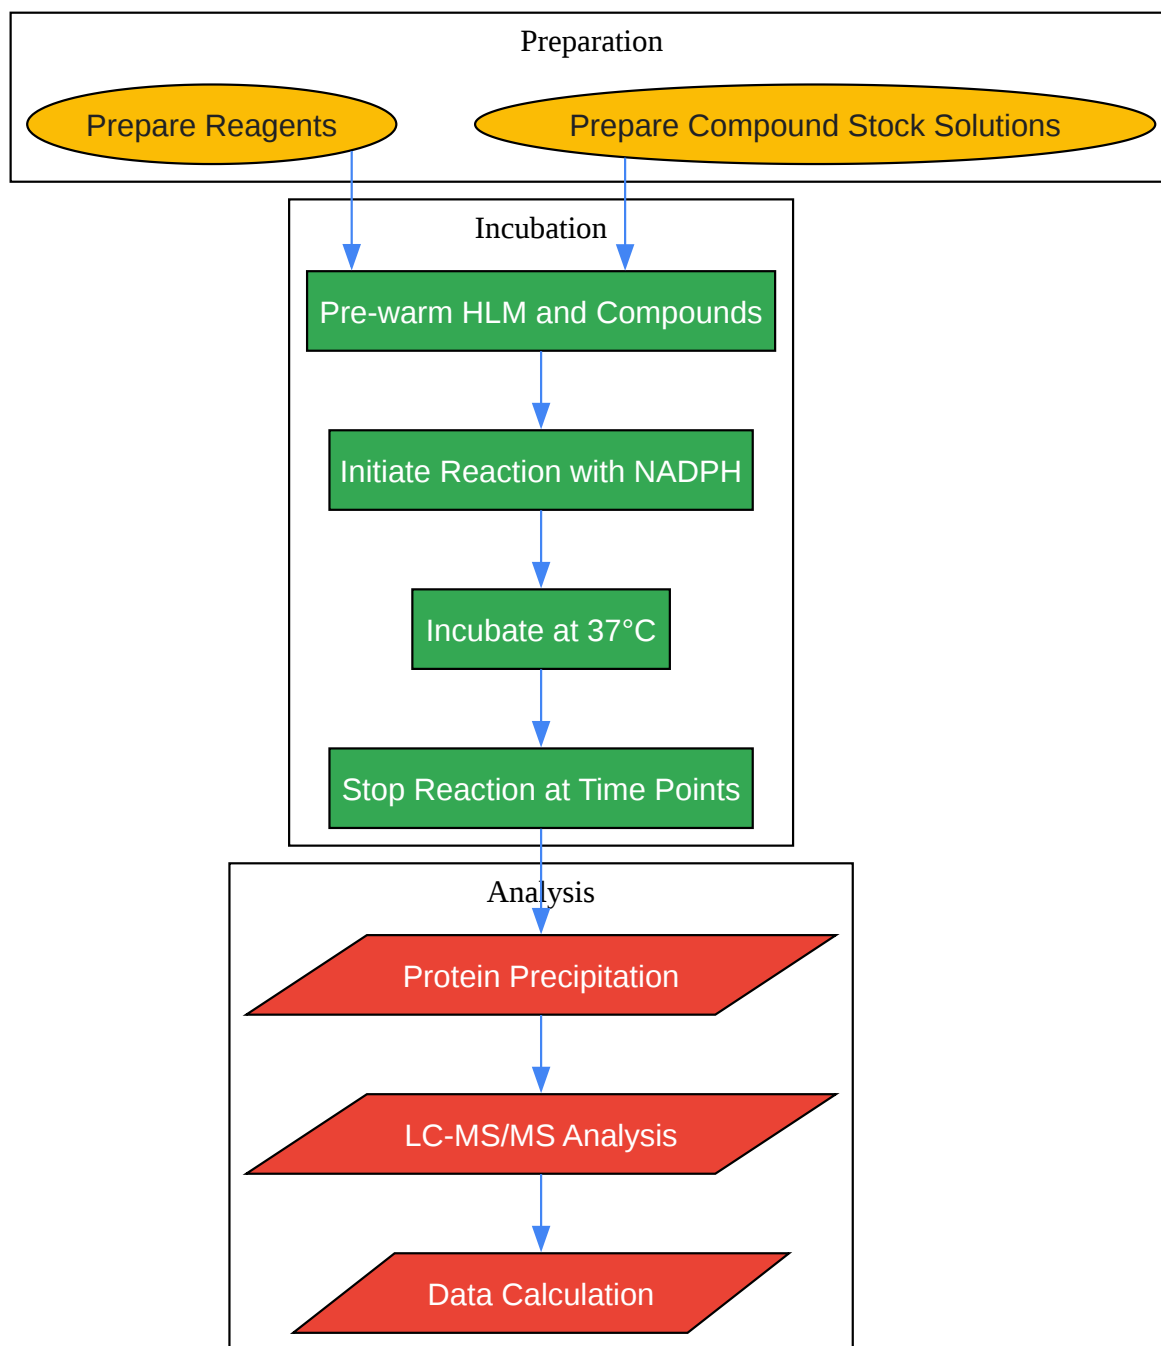 Preparation
Prepare Reagents
Prepare Compound Stock Solutions
Incubation
Pre-warm HLM and Compounds
Initiate Reaction with NADPH
Incubate at 37°C
Stop Reaction at Time Points
Analysis
Protein Precipitation
LC-MS/MS Analysis
Data Calculation